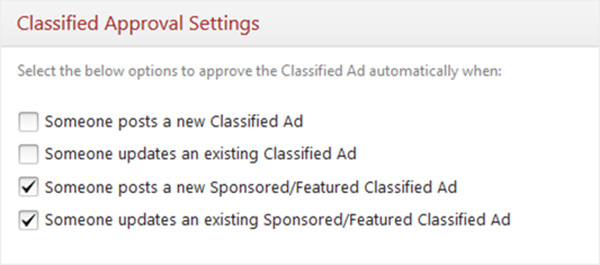 Classified Approval Settings
Select the below options to approve the Classified Ad automatically when:
Someone posts a new Classified Ad
Someone updates an existing Classified Ad
Someone posts a new Sponsored/Featured Classified Ad
Someone updates an existing Sponsored/Featured Classified Ad